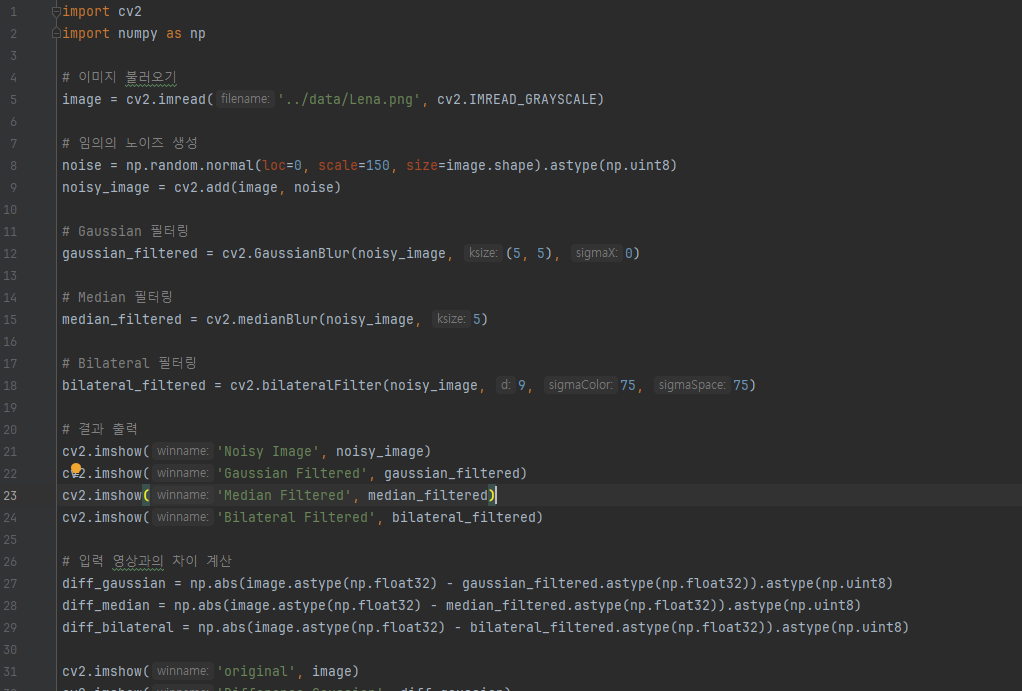 1 import cv2
2 import numpy as np
3
4 # 이미지 불러오기
5 image = cv2.imread( filename: '../data/Lena.png', cv2.IMREAD_GRAYSCALE)
6
7 # 임의의 노이즈 생성
8 noise = np.random.normal(loc=0, scale=150, size=image.shape).astype(np.uint8)
9 noisy_image = cv2.add(image, noise)
10
11 # Gaussian 필터링
12 gaussian_filtered = cv2.GaussianBlur(noisy_image, ksize: (5, 5), sigmaX: 0)
13
14 # Median 필터링
15 median_filtered = cv2.medianBlur(noisy_image, ksize: 5)
16
17 # Bilateral 필터링
18 bilateral_filtered = cv2.bilateralFilter(noisy_image, d: 9, sigmaColor: 75, sigmaSpace: 75)
19
20 # 결과 출력
21 cv2.imshow( winname: 'Noisy Image', noisy_image)
22 cv2.imshow( winname: 'Gaussian Filtered', gaussian_filtered)
23 cv2.imshow( winname: 'Median Filtered', median_filtered)
24 cv2.imshow( winname: 'Bilateral Filtered', bilateral_filtered)
25
26 # 입력 영상과의 차이 계산
27 diff_gaussian = np.abs(image.astype(np.float32) - gaussian_filtered.astype(np.float32)).astype(np.uint8)
28 diff_median = np.abs(image.astype(np.float32) - median_filtered.astype(np.float32)).astype(np.uint8)
29 diff_bilateral = np.abs(image.astype(np.float32) - bilateral_filtered.astype(np.float32)).astype(np.uint8)
30
31 cv2.imshow( winname: 'original', image)